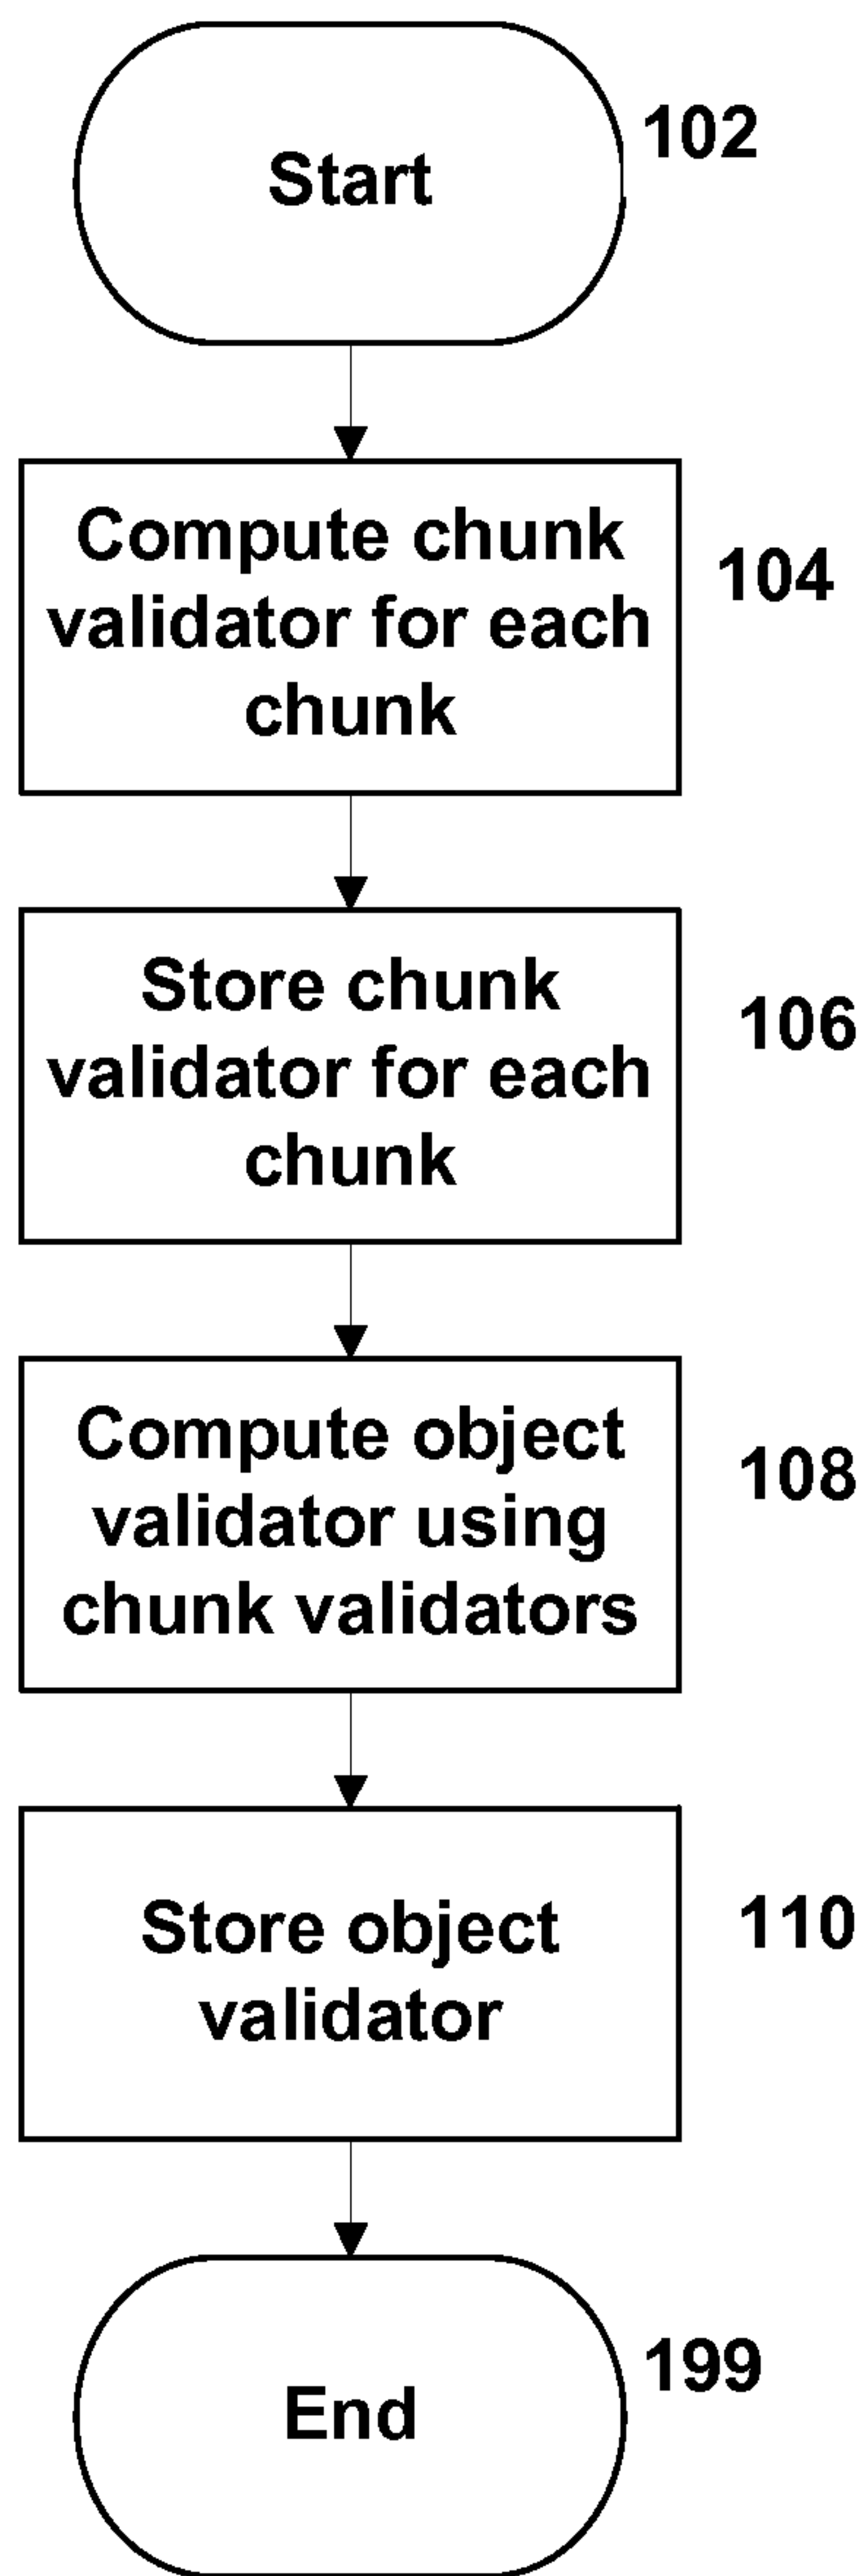 Start
102
Compute chunk
validator for each
chunk
104
Store chunk
validator for each
chunk
106
Compute object
validator using
chunk validators
108
Store object
validator
110
End
199